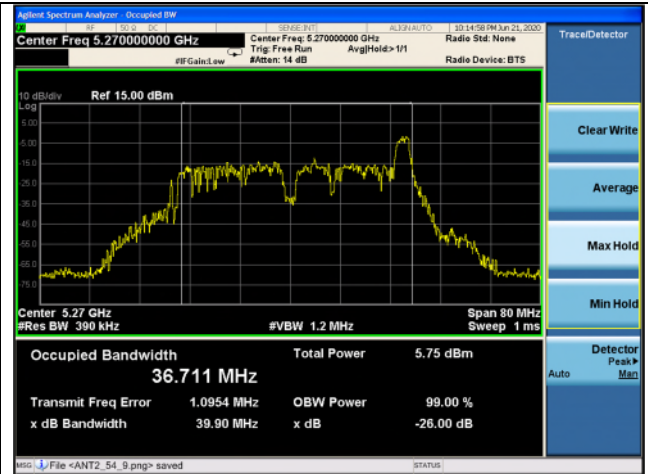 Agilent Spectrum Analyzer - Occupied BW
RF 50 Ω DC SENSE:INT ALIGNAUTO 10:14:58 PM Jun 21, 2020
Center Freq 5.270000000 GHz
Center Freq: 5.270000000 GHz
Radio Std: None
Trig: Free Run Avg|Hold:>1/1
#IFGain:Low #Atten: 14 dB Radio Device: BTS
Trace/Detector
10 dB/div Ref 15.00 dBm
Log
5.00
-5.00
-15.0
-25.0
-35.0
-45.0
-55.0
-65.0
-75.0
Center 5.27 GHz Span 80 MHz
#Res BW 390 kHz #VBW 1.2 MHz Sweep 1 ms
Clear Write
Average
Max Hold
Min Hold
Detector
Peak▶
Auto Man
Occupied Bandwidth Total Power 5.75 dBm
36.711 MHz
Transmit Freq Error 1.0954 MHz OBW Power 99.00 %
x dB Bandwidth 39.90 MHz x dB -26.00 dB
MSG File <ANT2_54_9.png> saved STATUS